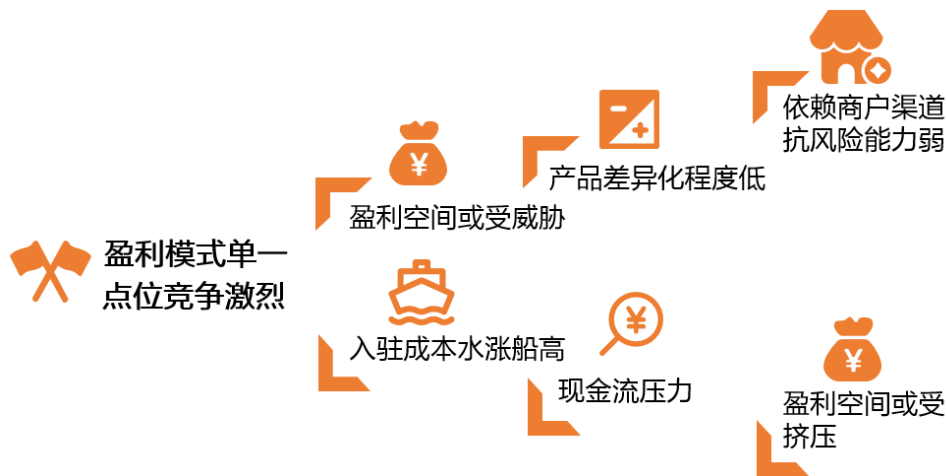 盈利模式单一
点位竞争激烈
盈利空间或受威胁
产品差异化程度低
依赖商户渠道
抗风险能力弱
入驻成本水涨船高
现金流压力
盈利空间或受
挤压